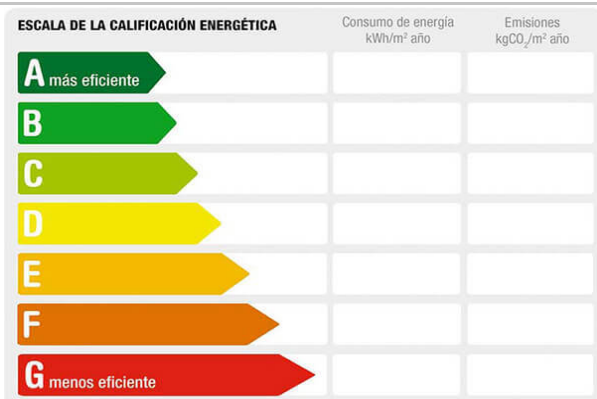 ESCALA DE LA CALIFICACIÓN ENERGÉTICA
Consumo de energía
kWh/m² año
Emisiones
kgCO₂/m² año
A más eficiente
B
C
D
E
F
G menos eficiente